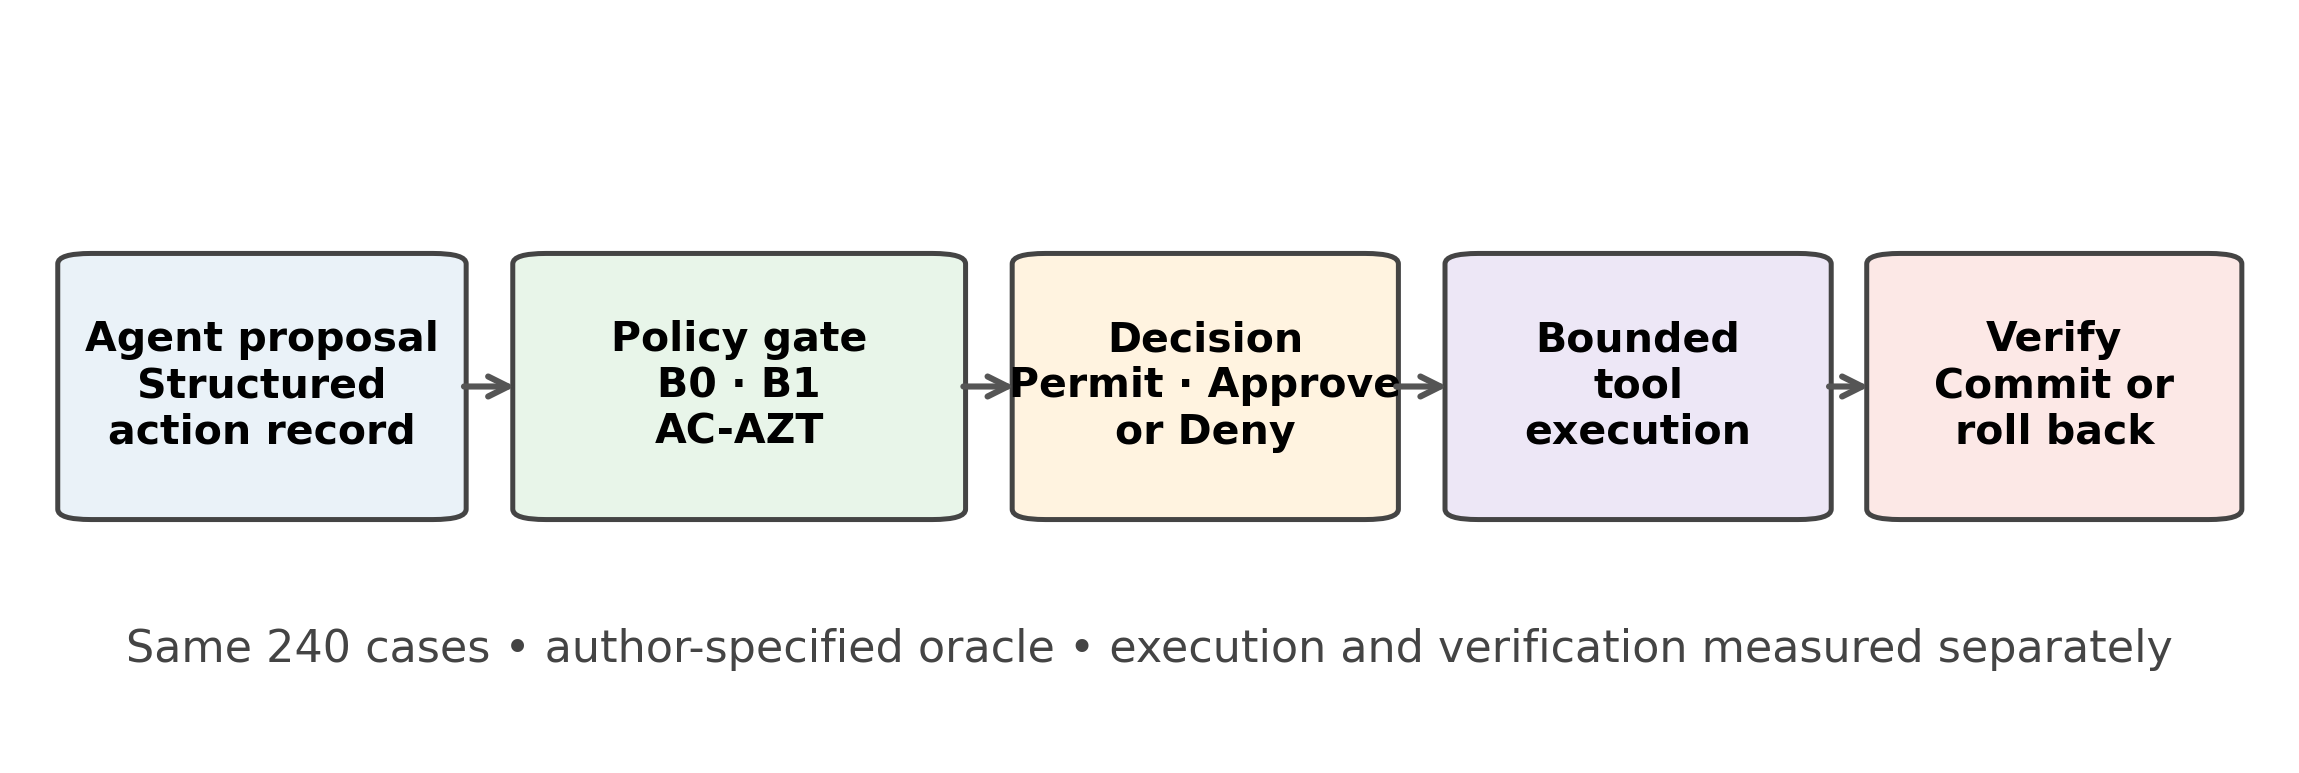 Agent proposal
Structured
action record
Policy gate
B0 · B1
AC-AZT
Decision
Permit · Approve
or Deny
Bounded
tool
execution
Verify
Commit or
roll back
Same 240 cases • author-specified oracle • execution and verification measured separately